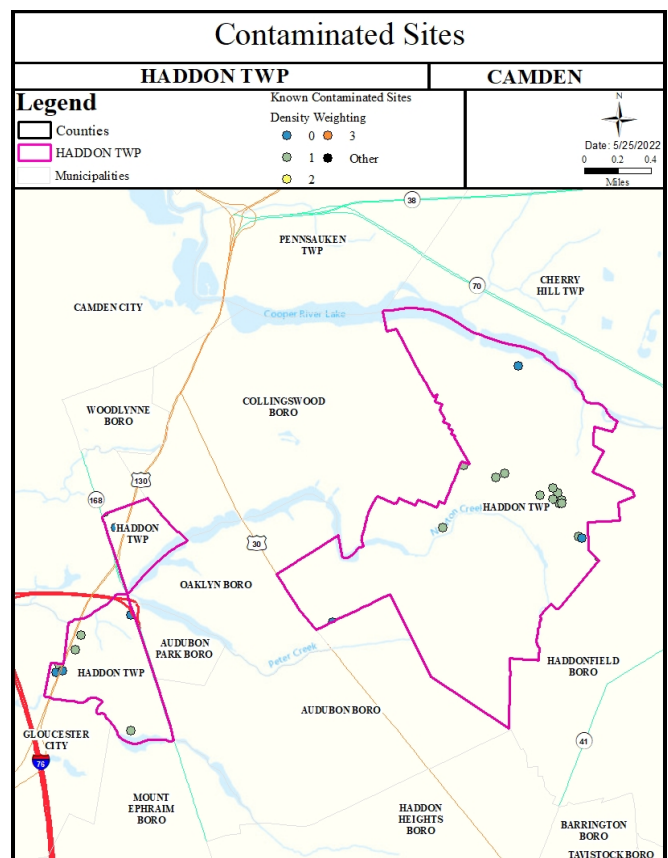 Contaminated Sites
HADDON TWP
CAMDEN
Legend
Counties
HADDON TWP
Municipalities
Known Contaminated Sites
Density Weighting
0
3
1
Other
2
N
Date: 5/25/2022
0 0.2 0.4
Miles
38
PENNSAUKEN
TWP
70
CHERRY
HILL TWP
CAMDEN CITY
Cooper River Lake
COLLINGSWOOD
BORO
WOODLYNNE
BORO
130
168
HADDON
TWP
HADDON TWP
Newton Creek
30
OAKLYN BORO
AUDUBON
PARK BORO
Peter Creek
HADDON TWP
HADDONFIELD
BORO
AUDUBON BORO
GLOUCESTER
CITY
41
76
MOUNT
EPHRAIM
BORO
HADDON
HEIGHTS
BORO
BARRINGTON
BORO
TAVISTOCK BORO